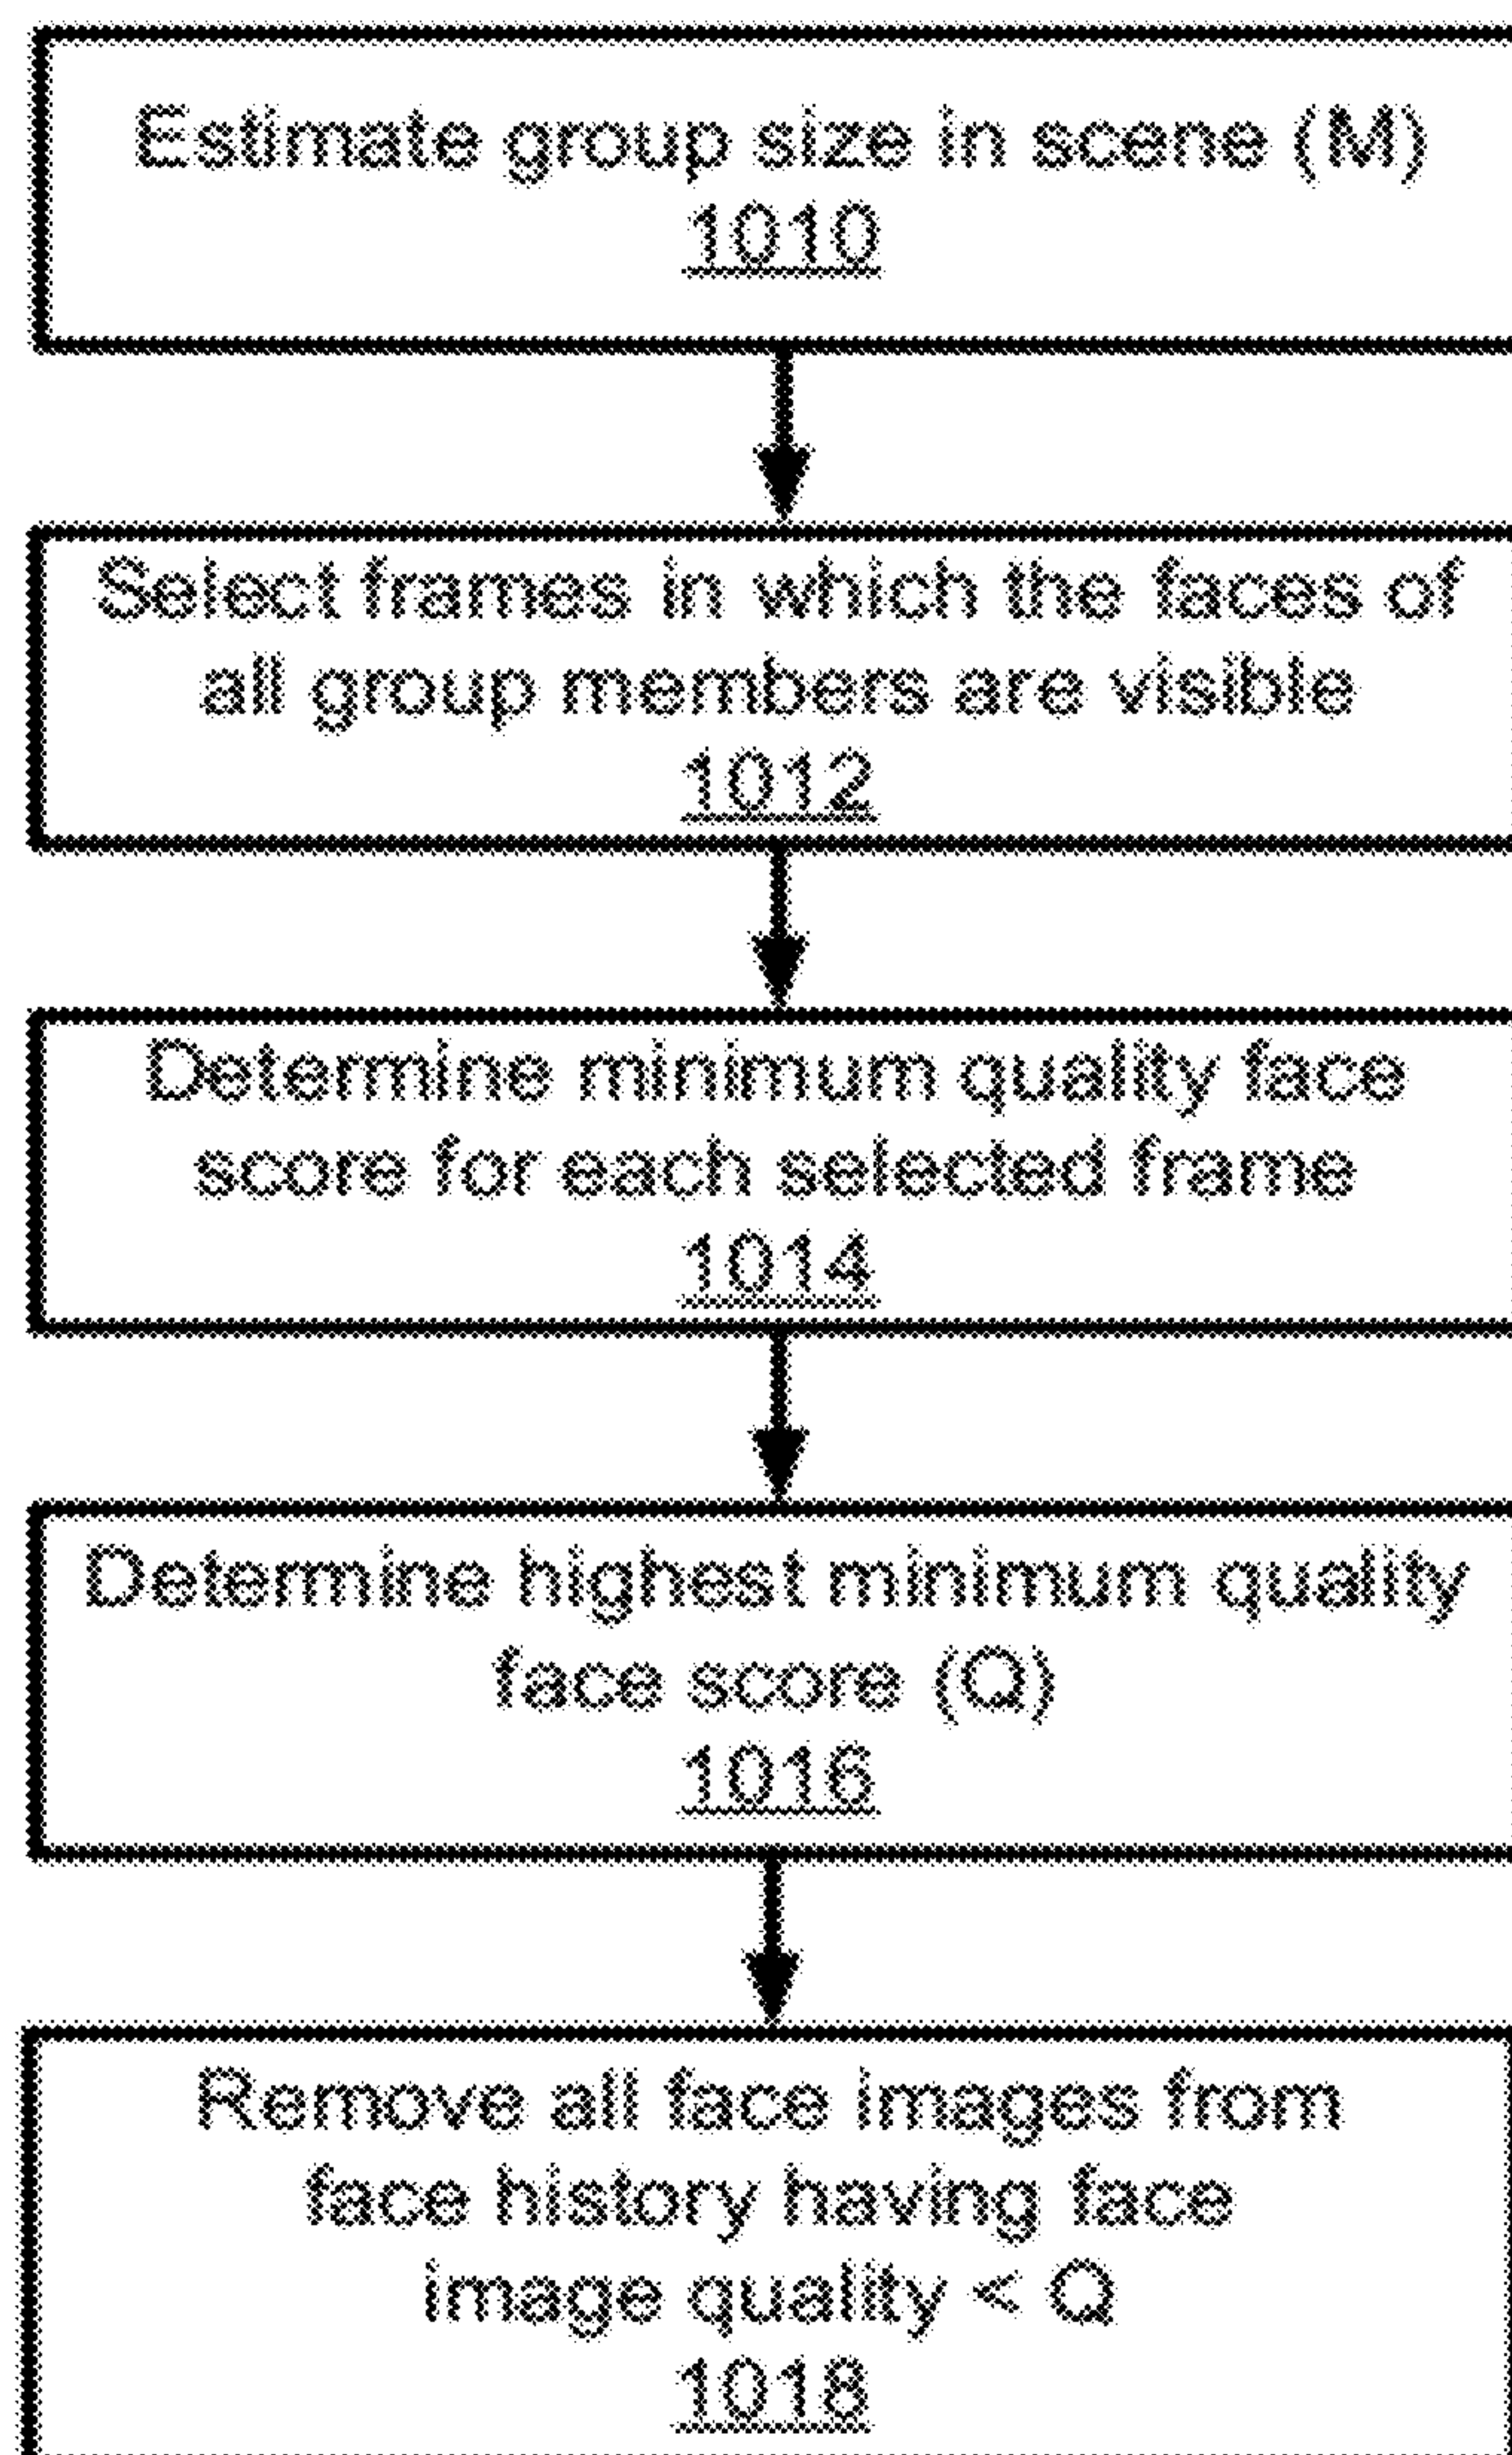 Estimate group size in scene (M)
1010
Select frames in which the faces of
all group members are visible
1012
Determine minimum quality face
score for each selected frame
1014
Determine highest minimum quality
face score (Q)
1016
Remove all face images from
face history having face
image quality < Q
1018